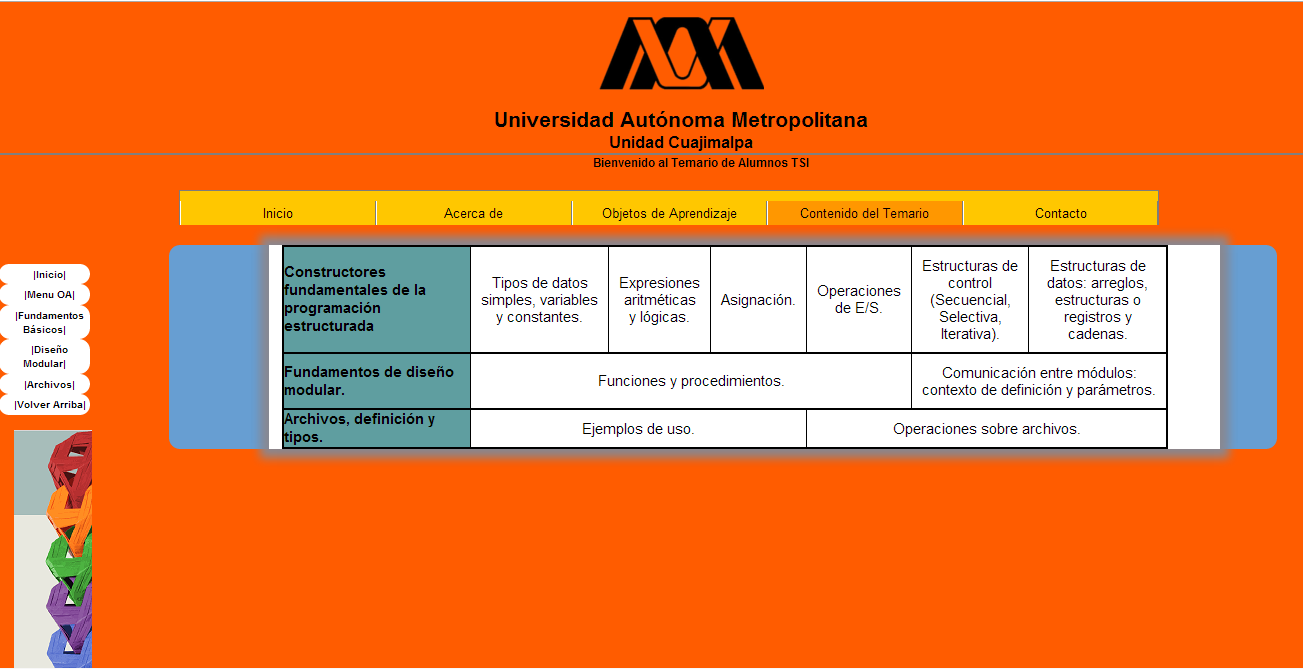 Universidad Autónoma Metropolitana
Unidad Cuajimalpa
Bienvenido al Temario de Alumnos TSI
Inicio
Acerca de
Objetos de Aprendizaje
Contenido del Temario
Contacto
|Inicio|
|Menu OA|
|Fundamentos
Básicos|
|Diseño
Modular|
|Archivos|
|Volver Arriba|
Constructores
fundamentales de la
programación
estructurada
Tipos de datos
simples, variables
y constantes.
Expresiones
aritméticas
y lógicas.
Asignación.
Operaciones
de E/S.
Estructuras de
control
(Secuencial,
Selectiva,
Iterativa).
Estructuras de
datos: arreglos,
estructuras o
registros y
cadenas.
Fundamentos de diseño
modular.
Funciones y procedimientos.
Comunicación entre módulos:
contexto de definición y parámetros.
Archivos, definición y
tipos.
Ejemplos de uso.
Operaciones sobre archivos.